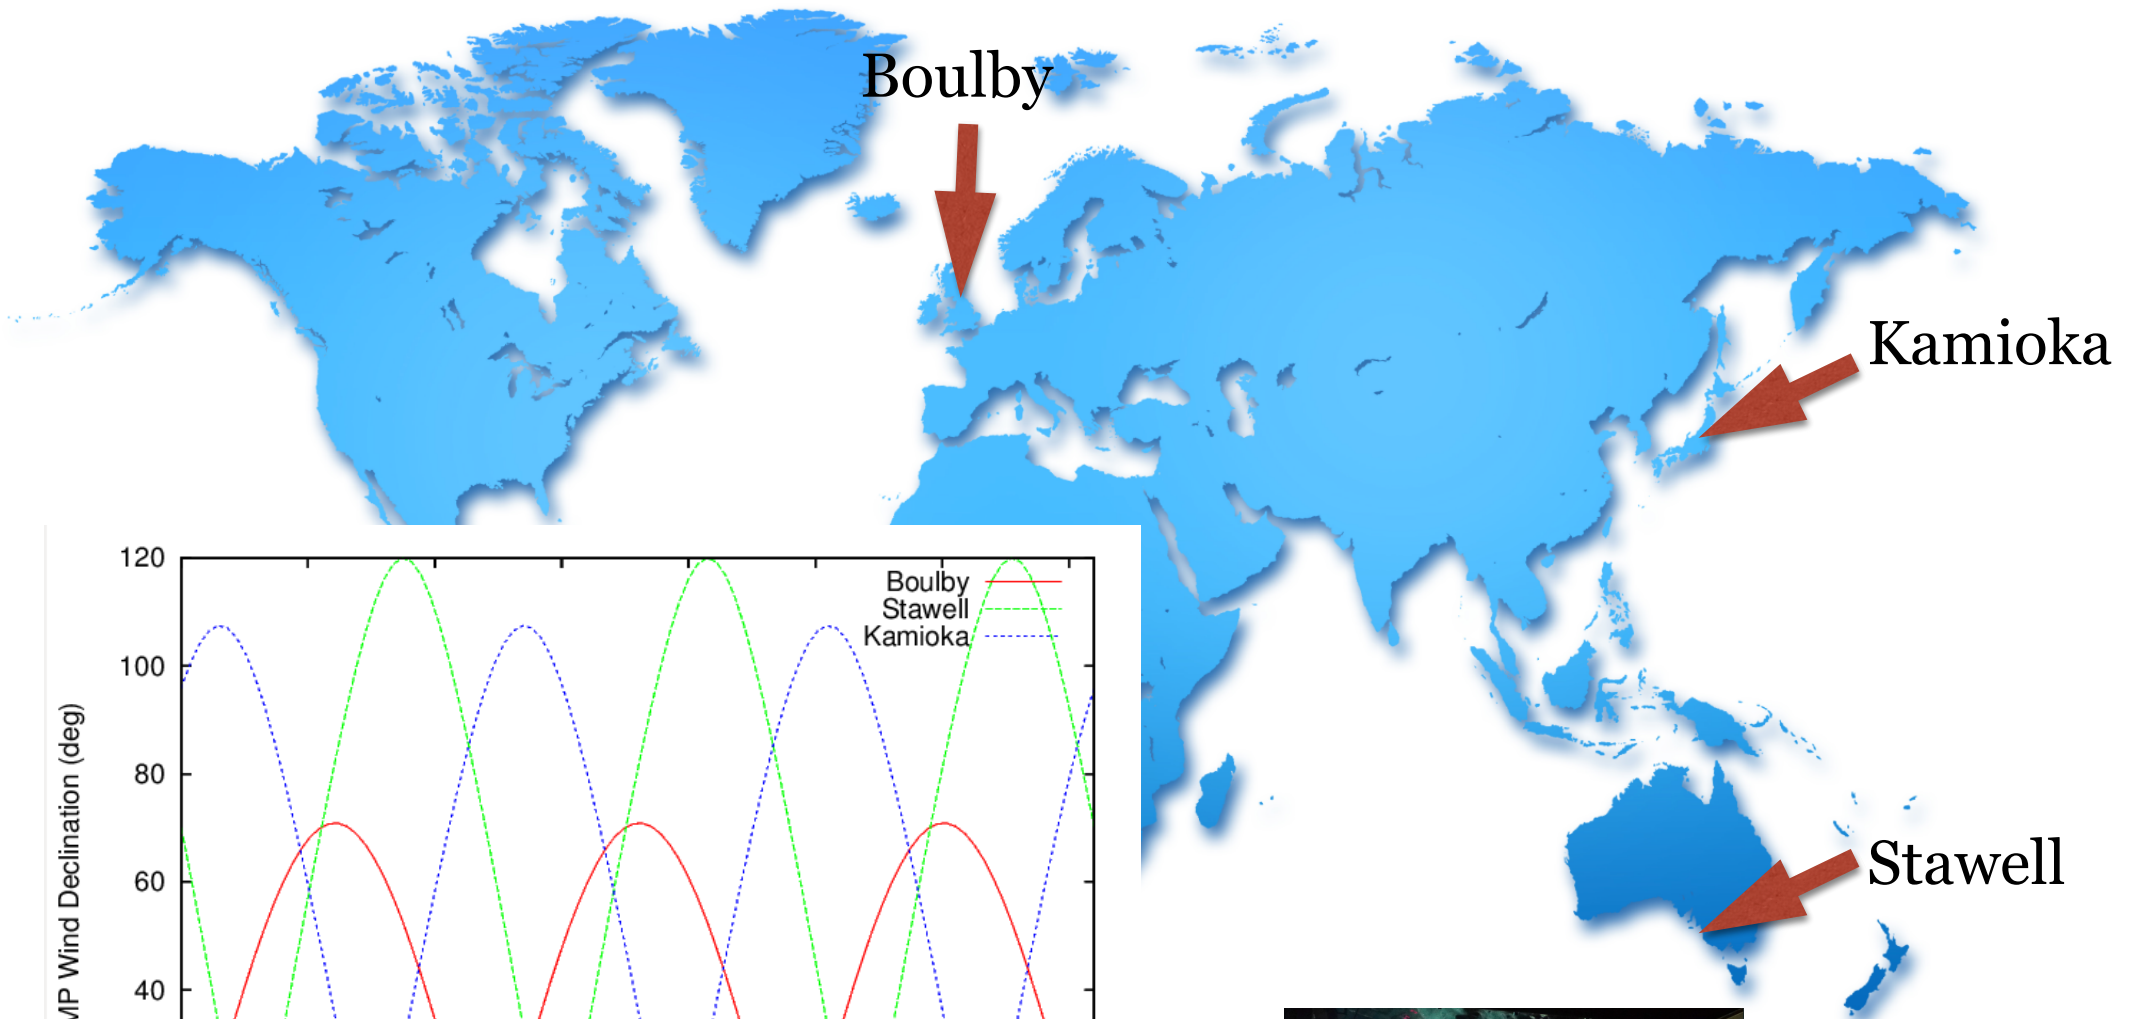 Boulby
Kamioka
Stawell
120
100
80
60
40
MP Wind Declination (deg)
Boulby
Stawell
Kamioka